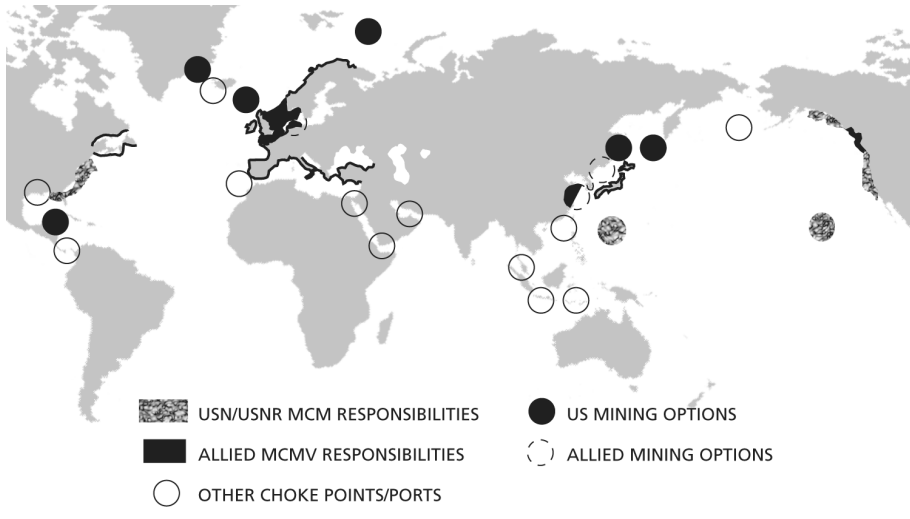 USN/USNR MCM RESPONSIBILITIES
US MINING OPTIONS
ALLIED MCMV RESPONSIBILITIES
ALLIED MINING OPTIONS
OTHER CHOKE POINTS/PORTS